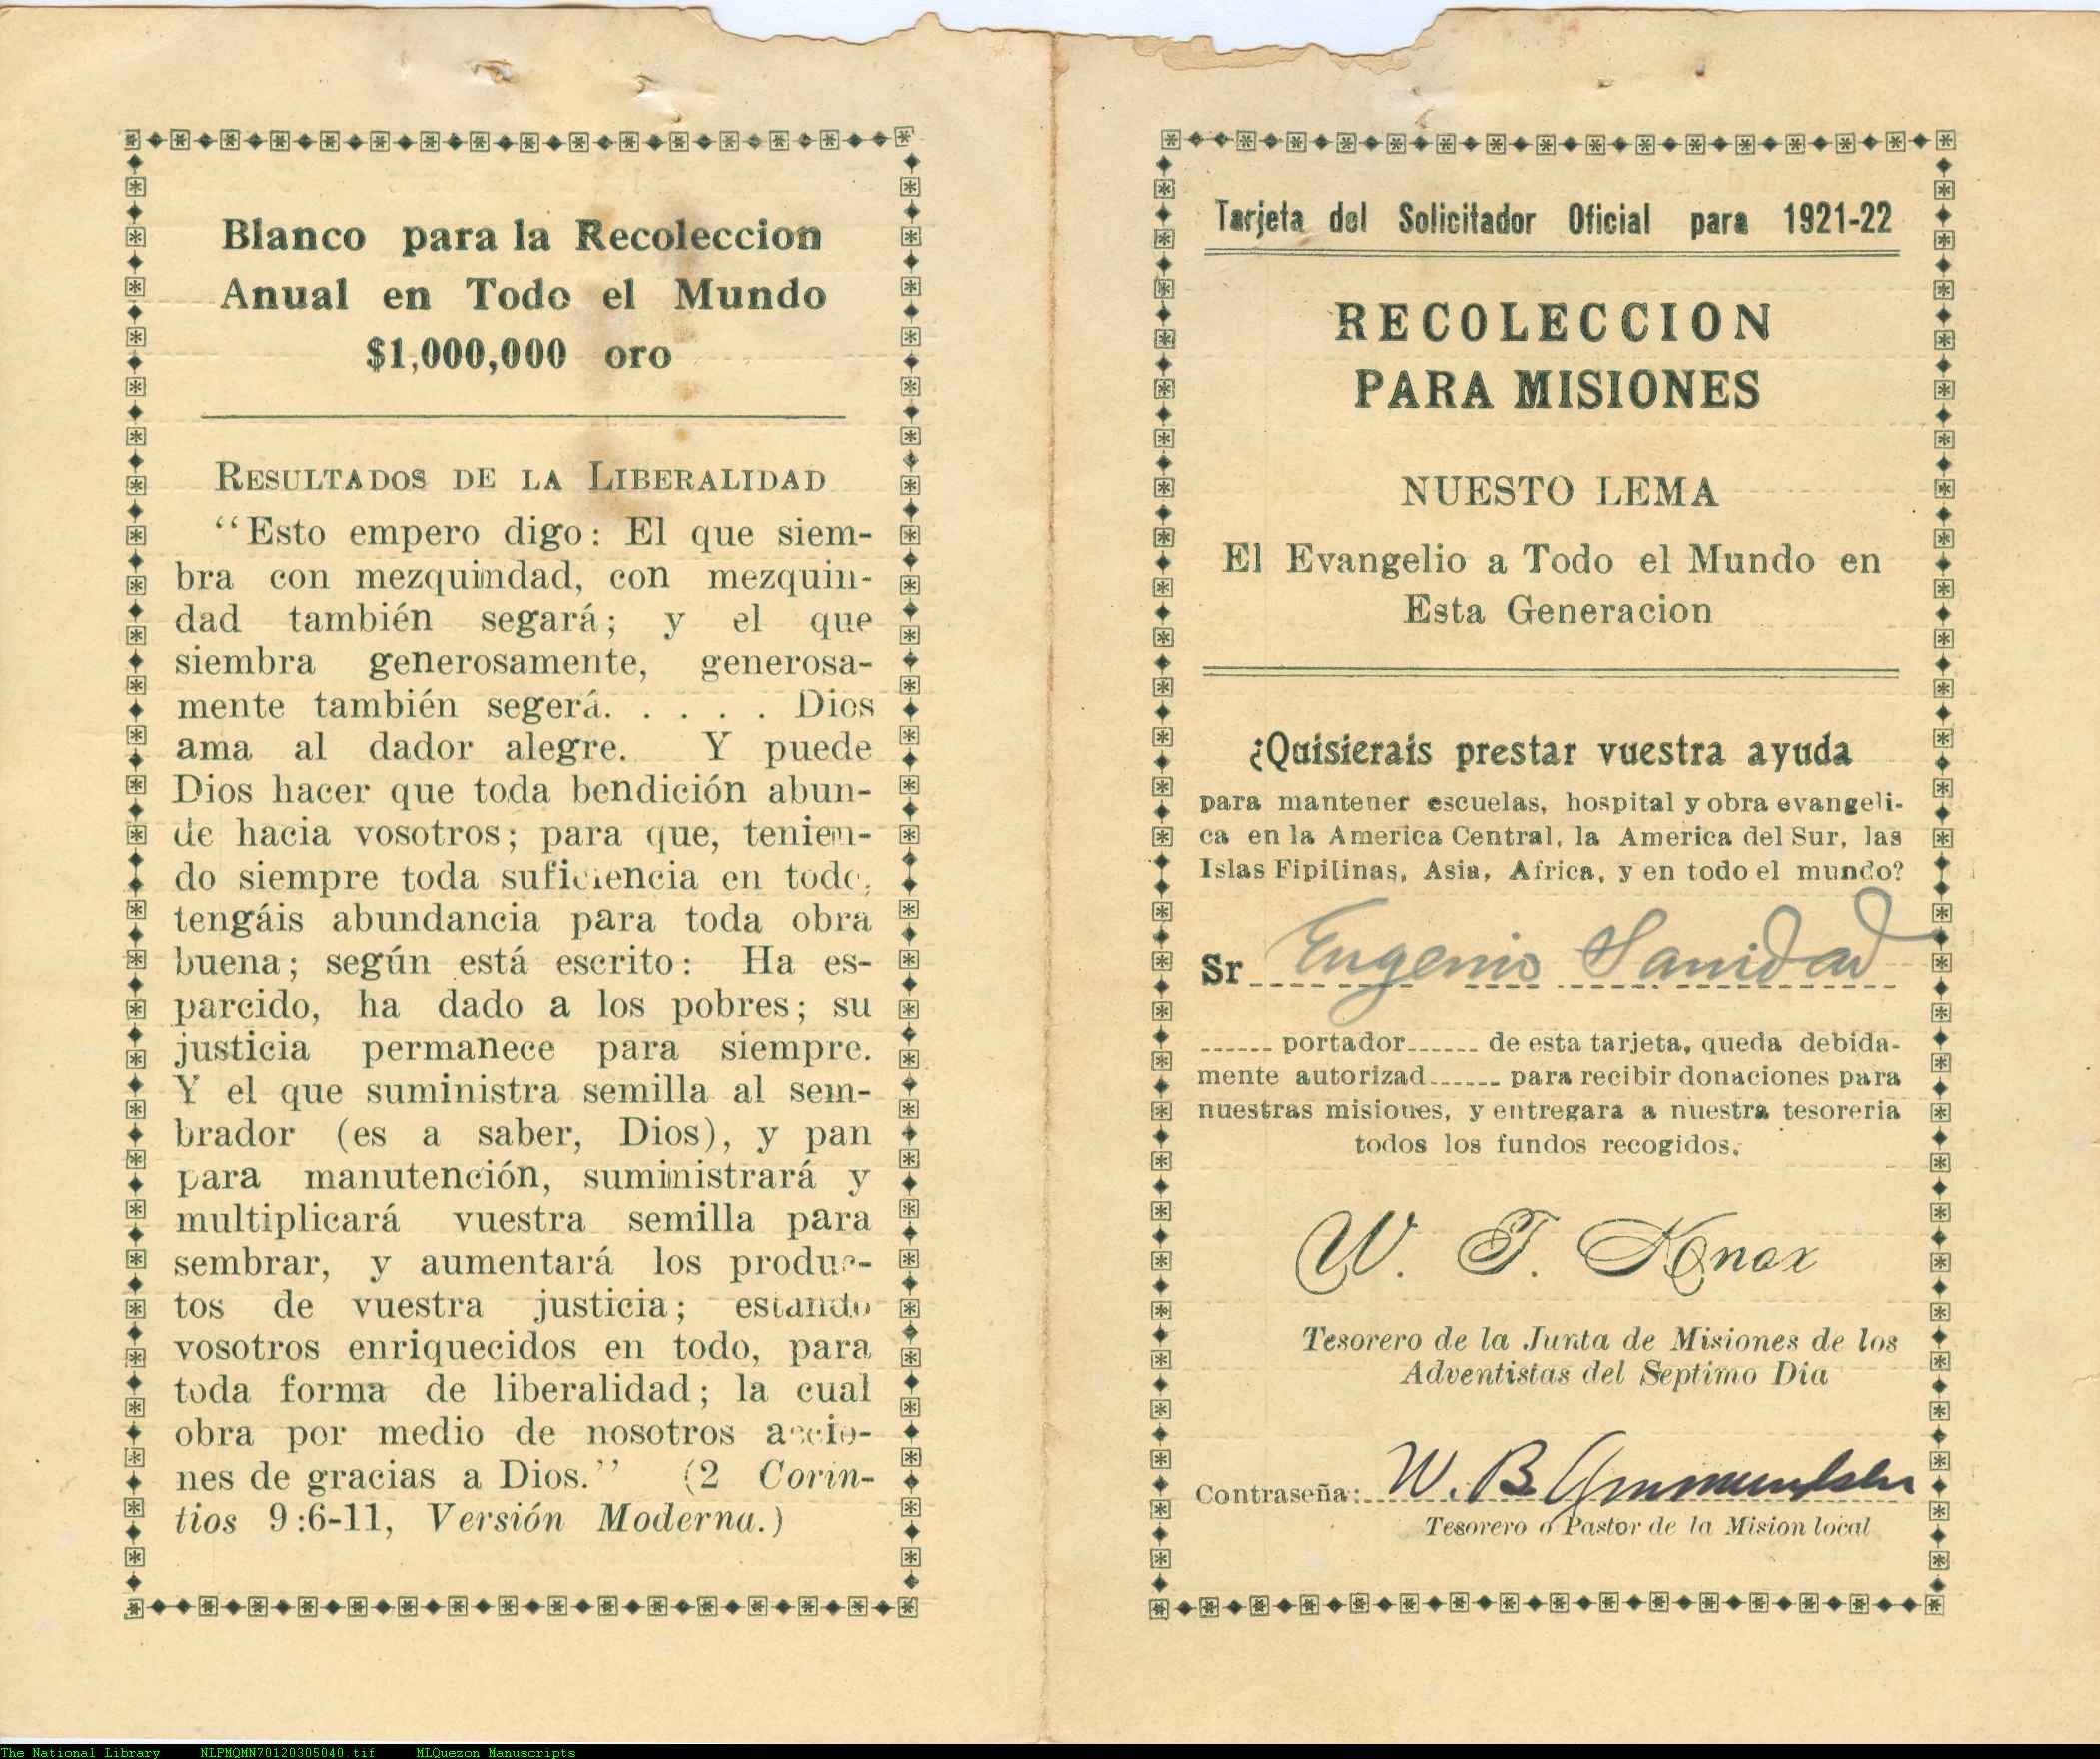 Blanco para la Recoleccion
Anual en Todo el Mundo
$1,000,000 oro
RESULTADOS DE LA LIBERALIDAD
“Esto empero digo: El que siem-
bra con mezquindad, con mezquin-
dad también segará; y el que
siembra generosamente, generosa-
mente también segerá. . . . . Dios
ama al dador alegre. Y puede
Dios hacer que toda bendición abun-
de hacia vosotros; para que, tenien-
do siempre toda suficiencia en todo,
tengáis abundancia para toda obra
buena; según está escrito: Ha es-
parcido, ha dado a los pobres; su
justicia permanece para siempre.
Y el que suministra semilla al sem-
brador (es a saber, Dios), y pan
para manutención, suministrará y
multiplicará vuestra semilla para
sembrar, y aumentará los produc-
tos de vuestra justicia; estando
vosotros enriquecidos en todo, para
toda forma de liberalidad; la cual
obra por medio de nosotros accio-
nes de gracias a Dios.” (2 Corin-
tios 9:6-11, Versión Moderna.)
Tarjeta del Solicitador Oficial para 1921-22
RECOLECCION
PARA MISIONES
NUESTO LEMA
El Evangelio a Todo el Mundo en
Esta Generacion
¿Quisierais prestar vuestra ayuda
para mantener escuelas, hospital y obra evangeli-
ca en la America Central, la America del Sur, las
Islas Fipilinas, Asia, Africa, y en todo el mundo?
Sr Eugenio Sanidad
...... portador...... de esta tarjeta, queda debida-
mente autorizad...... para recibir donaciones para
nuestras misiones, y entregara a nuestra tesoreria
todos los fundos recogidos.
W. T. Knox
Tesorero de la Junta de Misiones de los
Adventistas del Septimo Dia
Contraseña: W. B.
Tesorero o Pastor de la Mision local
The National Library NLPMQMN70120305040.tif MLQuezon Manuscripts